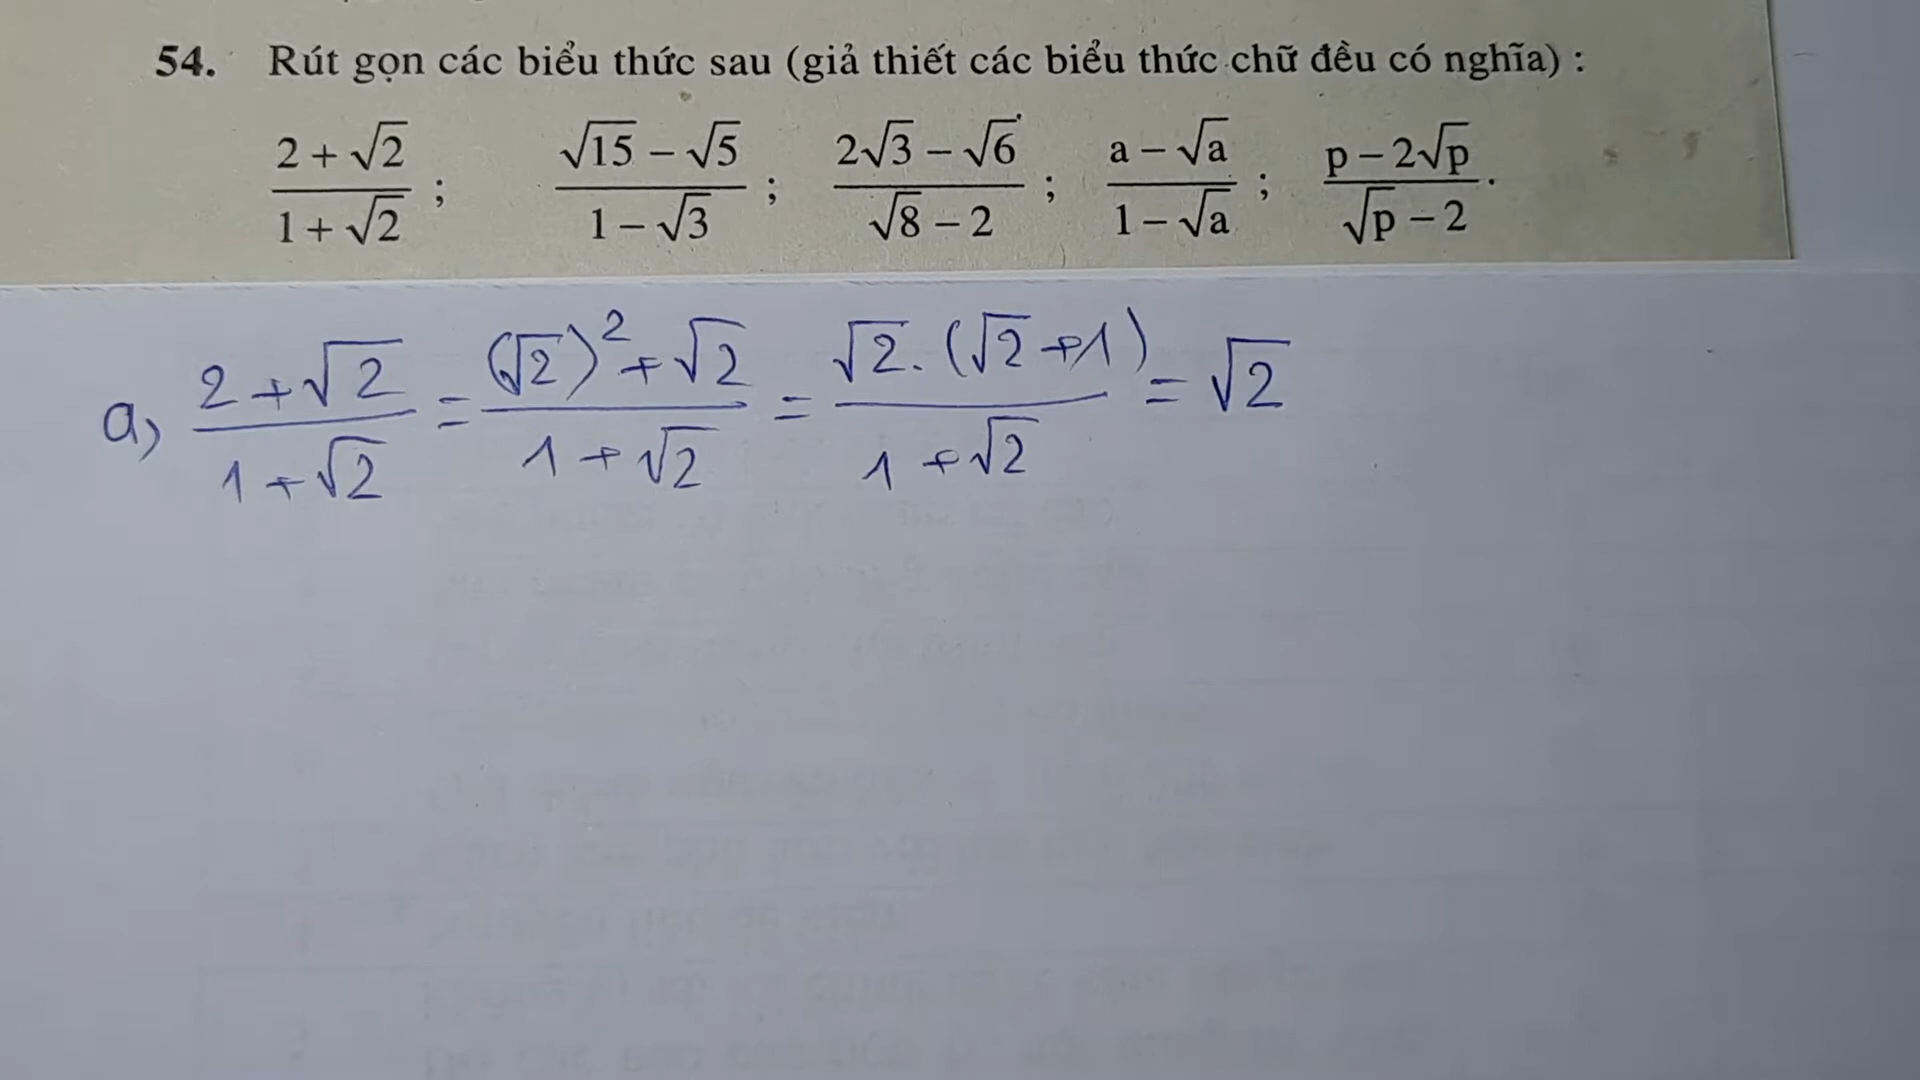 54. Rút gọn các biểu thức sau (giả thiết các biểu thức chữ đều có nghĩa) :
(2 + √2)/(1 + √2) ; (√15 – √5)/(1 – √3) ; (2√3 – √6)/(√8 – 2) ; (a – √a)/(1 – √a) ; (p – 2√p)/(√p – 2) .
a) (2 + √2)/(1 + √2) = ((√2)² + √2)/(1 + √2) = (√2 . (√2 + 1))/(1 + √2) = √2